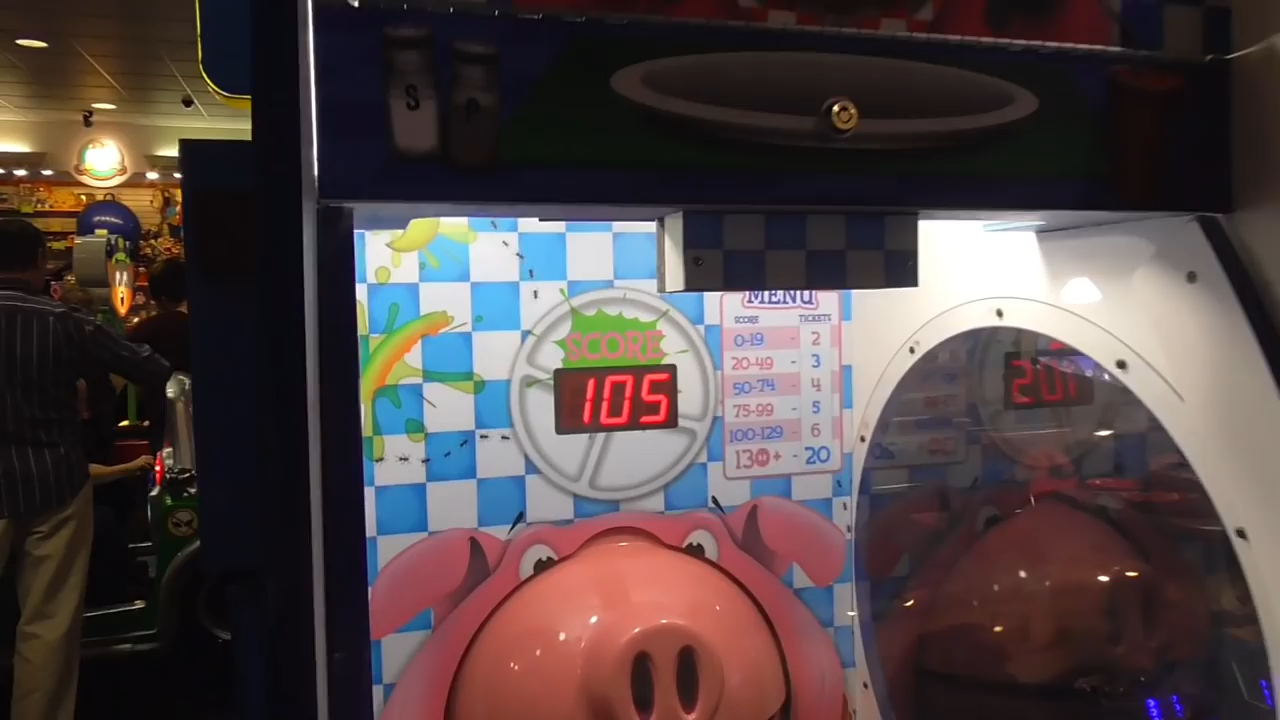 S P
MENU
SCORE TICKETS
SCORE
0-19 - 2
20-49 - 3
105
50-74 - 4
75-99 - 5
100-129 - 6
130+ - 20